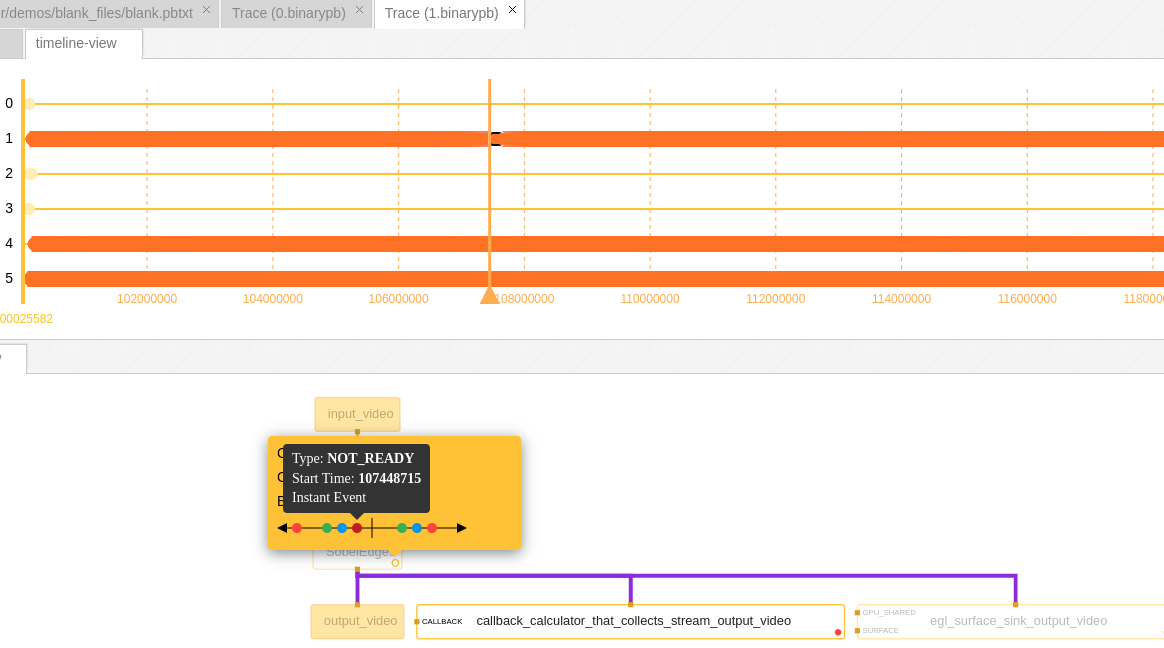 r/demos/blank_files/blank.pbtxt Trace (0.binarypb) Trace (1.binarypb)
timeline-view
0
1
2
3
4
5
102000000 104000000 106000000 108000000 110000000 112000000 114000000 116000000 118000
00025582
input_video
Type: NOT_READY
Start Time: 107448715
Instant Event
SobelEdges
output_video CALLBACK callback_calculator_that_collects_stream_output_video GPU_SHARED egl_surface_sink_output_video
SURFACE